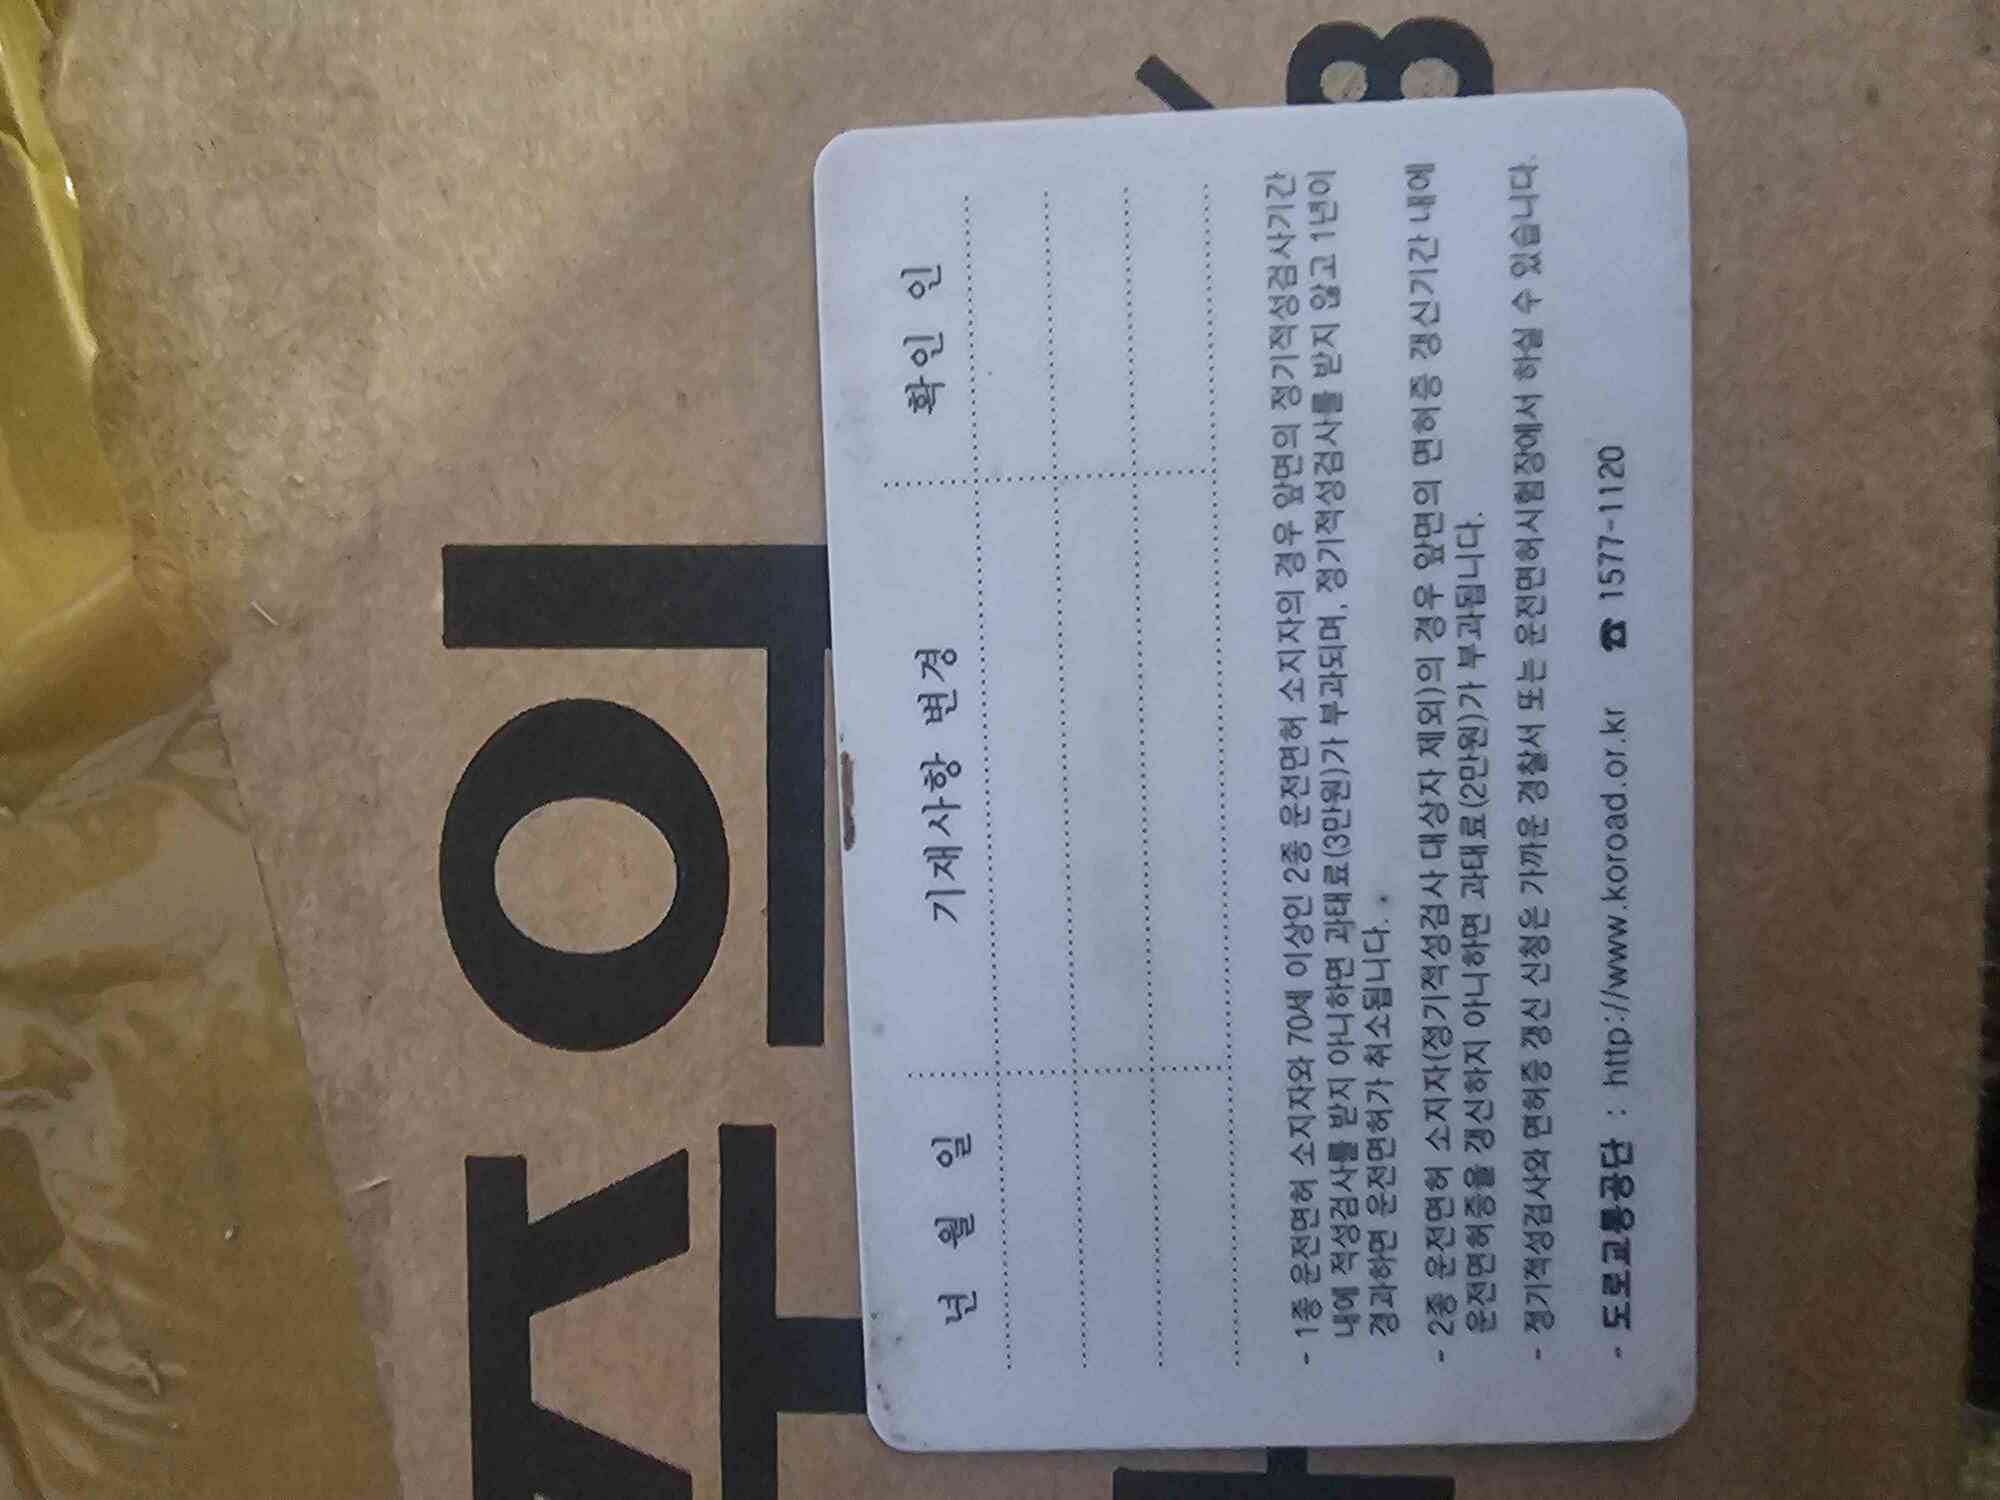 주의
년 월 일 기재사항 변경 확인 인
- 1종 운전면허 소지자와 70세 이상인 2종 운전면허 소지자의 경우 앞면의 정기적성검사기간
내에 적성검사를 받지 아니하면 과태료(3만원)가 부과되며, 정기적성검사를 받지 않고 1년이
경과하면 운전면허가 취소됩니다.
- 2종 운전면허 소지자(정기적성검사 대상자 제외)의 경우 앞면의 면허증 갱신기간 내에
운전면허증을 갱신하지 아니하면 과태료(2만원)가 부과됩니다.
- 정기적성검사와 면허증 갱신 신청은 가까운 경찰서 또는 운전면허시험장에서 하실 수 있습니다.
- 도로교통공단 : http://www.koroad.or.kr ☎ 1577-1120